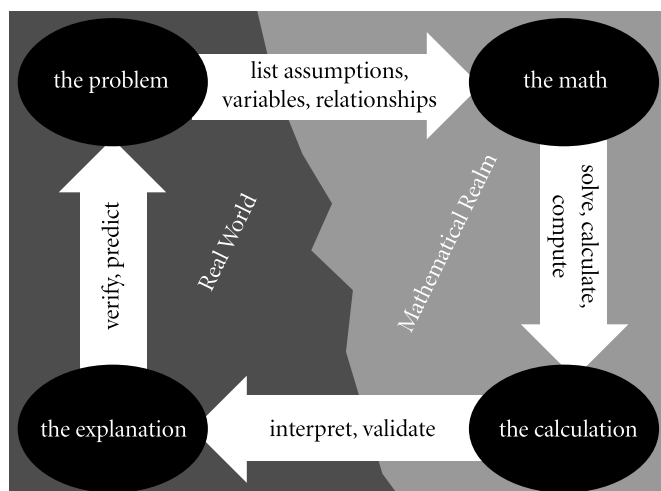 the problem
list assumptions,
variables, relationships
the math
solve, calculate,
compute
Real World
Mathematical Realm
verify, predict
the explanation
interpret, validate
the calculation